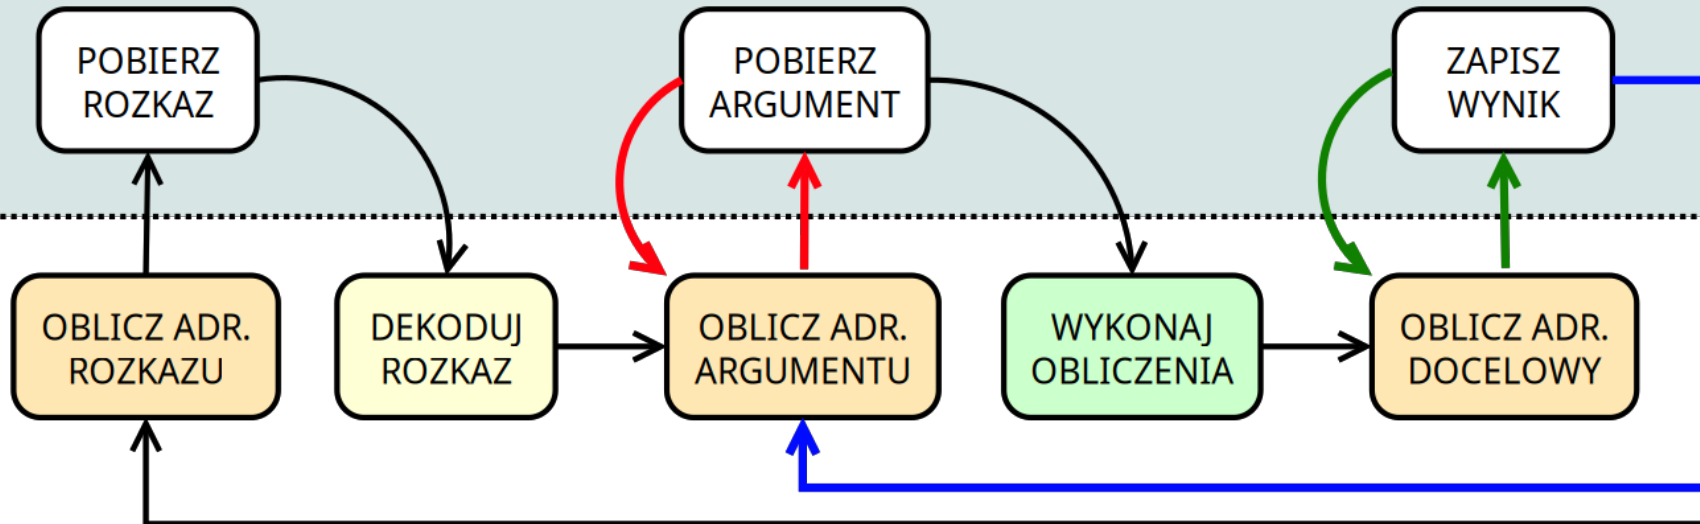 POBIERZ
ROZKAZ
POBIERZ
ARGUMENT
ZAPISZ
WYNIK
OBLICZ ADR.
ROZKAZU
DEKODUJ
ROZKAZ
OBLICZ ADR.
ARGUMENTU
WYKONAJ
OBLICZENIA
OBLICZ ADR.
DOCELOWY